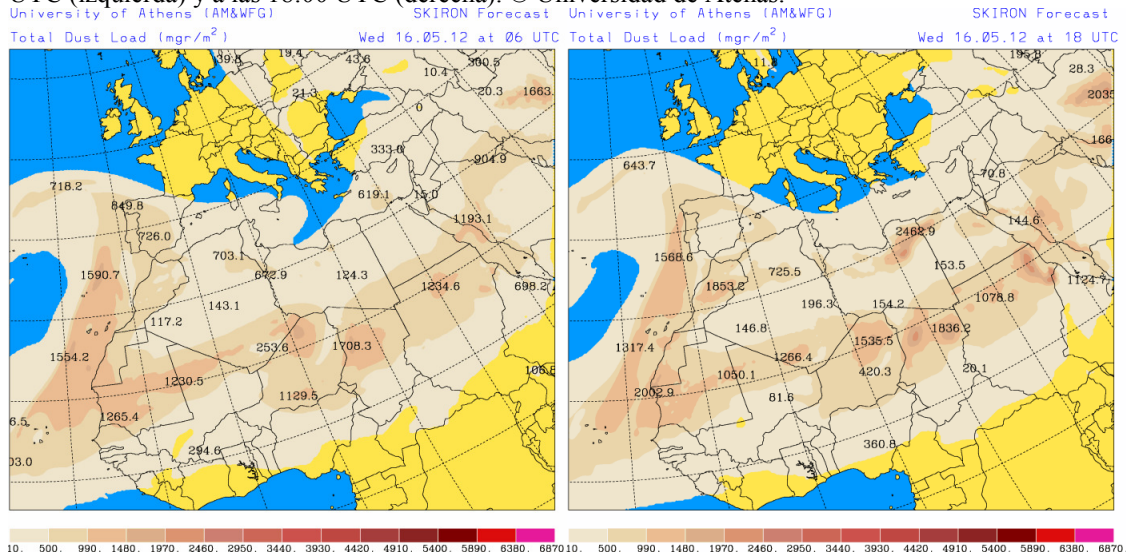 UTC (izquierda) y a las 18:00 UTC (derecha). © Universidad de Atenas.
University of Athens (AM&WFG) SKIRON Forecast
Total Dust Load (mgr/m²) Wed 16.05.12 at 06 UTC
39.8 19.4 43.6 10.4 300.5
21.3 20.3 1663.
0
333.0 904.9
718.2 619.1 15.0
849.8 1193.1
726.0
703.1
1590.7 672.9 124.3 1234.6 698.2
143.1
117.2
1554.2 253.6 1708.3
1230.5 106.8
1265.4 1129.5
6.5
294.6
03.0
10. 500. 990. 1480. 1970. 2460. 2950. 3440. 3930. 4420. 4910. 5400. 5890. 6380. 6870
University of Athens (AM&WFG) SKIRON Forecast
Total Dust Load (mgr/m²) Wed 16.05.12 at 18 UTC
195.8
28.3
2035
166
643.7 70.8
144.6
2462.9
1568.6 725.5 153.5 1124.7
1853.2 1078.8
196.3 154.2
146.8 1836.2
1317.4 1535.5
1266.4 20.1
1050.1 420.3
2002.9 81.6
360.8
10. 500. 990. 1480. 1970. 2460. 2950. 3440. 3930. 4420. 4910. 5400. 5890. 6380. 6870